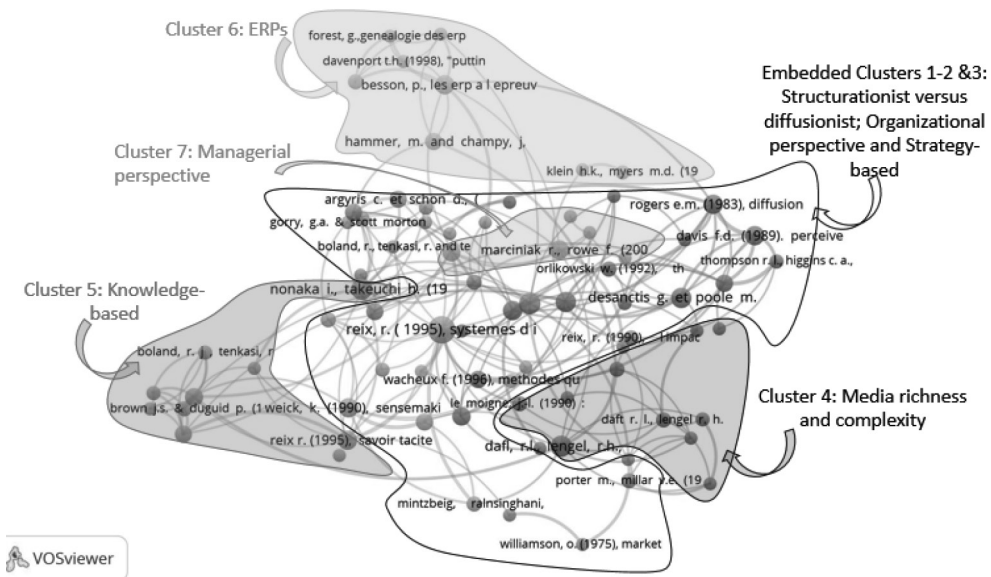 Cluster 6: ERPs
forest, g.,genealogie des erp
davenport t.h. (1998), "puttin
besson, p., les erp a l epreuv
hammer, m. and champy, j,
klein h.k., myers m.d. (19
Embedded Clusters 1-2 &3:
Structurationist versus
diffusionist; Organizational
perspective and Strategy-
based
Cluster 7: Managerial
perspective
argyris c. et schon d., (
gorry, g.a. & scott morton
boland, r., tenkasi, r. and te
marciniak r., rowe f., (200
rogers e.m. (1983), diffusion
davis f.d. (1989). perceive
thompson r. l., higgins c. a.,
orlikowski w. (1992), th
nonaka i., takeuchi h. (19
desanctis g. et poole m.
Cluster 5: Knowledge-
based
reix, r. ( 1995), systemes d i
reix, r. (1990), l impac
boland, r. j., tenkasi, r
wacheux f. (1996), methodes qu
le moigne, j.-l. (1990) :
brown j.s. & duguid p. (1
weick, k. (1990), sensemaki
reix r. (1995), savoir tacite
daft r. l., lengel r. h.
dafl, r.l., lengel, r.h.,
Cluster 4: Media richness
and complexity
porter m., millar v.e. (19
mintzbeig, rainsinghani,
williamson, o. (1975), market
VOSviewer